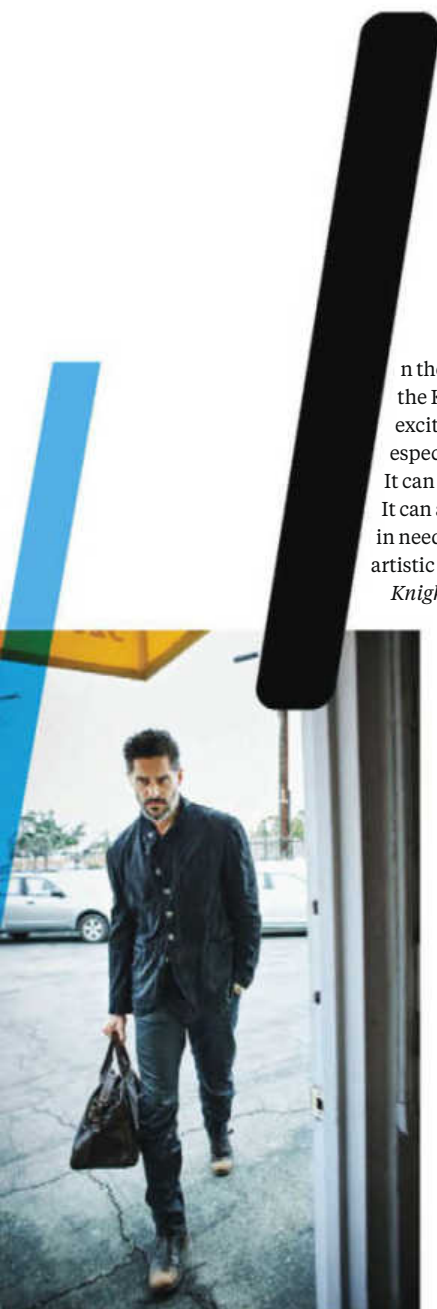 n the
the K
excit
espec
It can
It can a
in need
artistic
Knigh